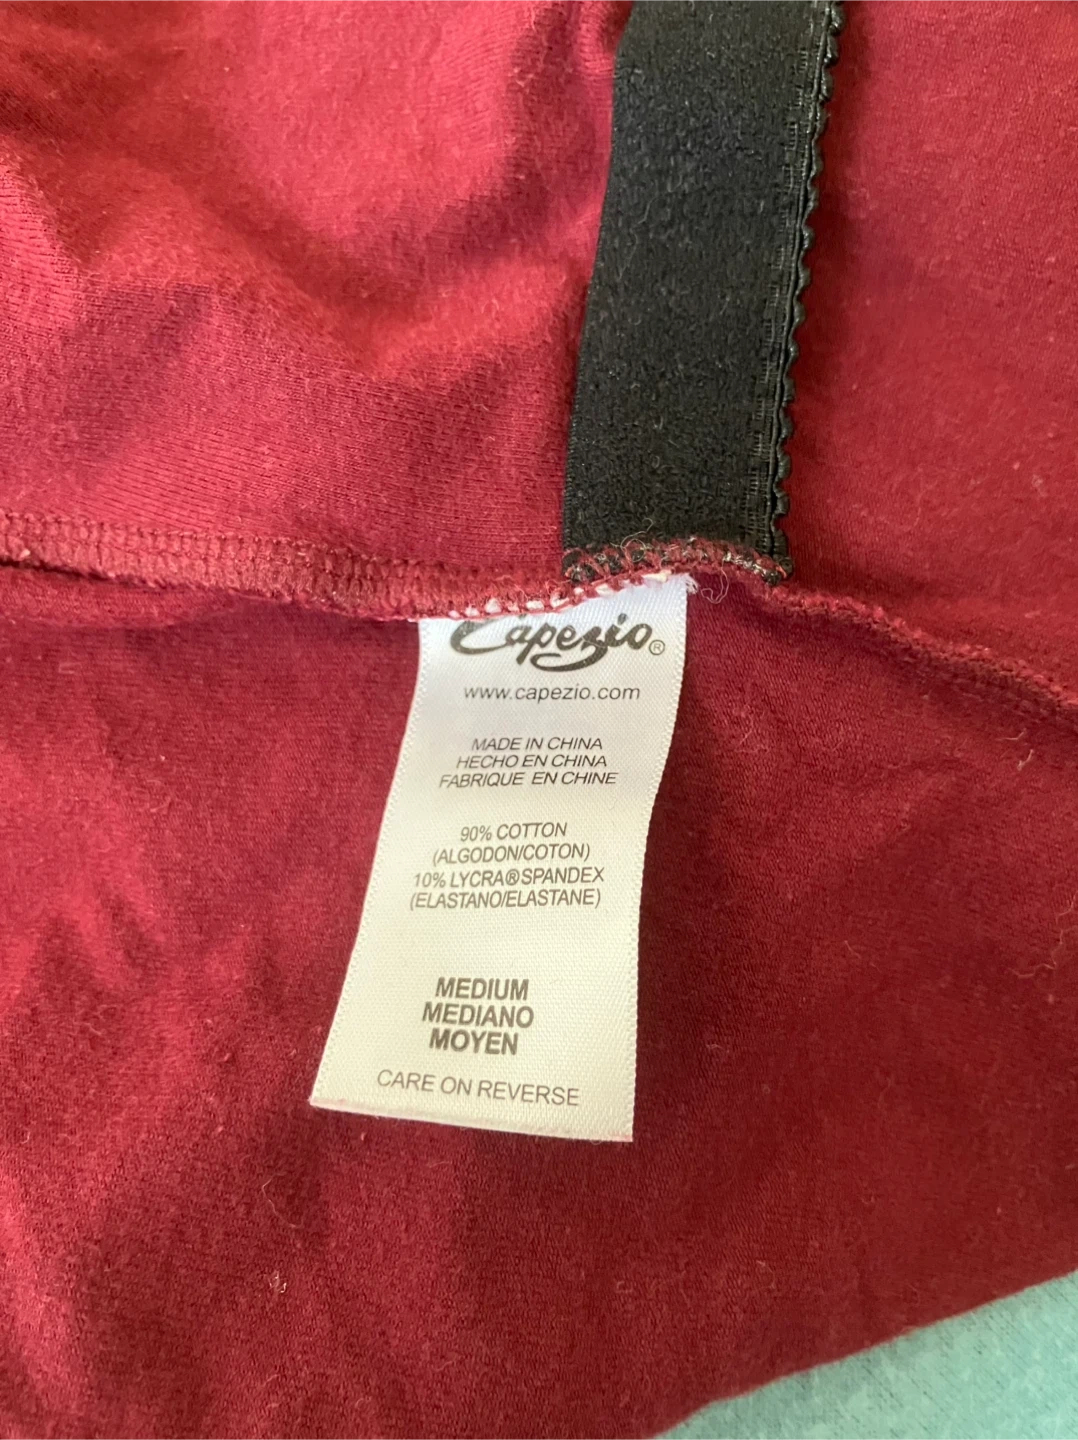 Capezio®
www.capezio.com
MADE IN CHINA
HECHO EN CHINA
FABRIQUE EN CHINE
90% COTTON
(ALGODON/COTON)
10% LYCRA®SPANDEX
(ELASTANO/ELASTANE)
MEDIUM
MEDIANO
MOYEN
CARE ON REVERSE